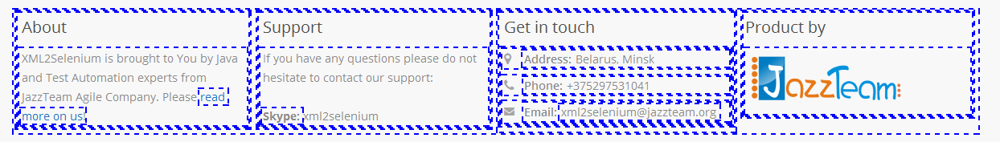 About
XML2Selenium is brought to You by Java
and Test Automation experts from
JazzTeam Agile Company. Please read
more on us!
Support
If you have any questions please do not
hesitate to contact our support:
Skype: xml2selenium
Get in touch
Address: Belarus, Minsk
Phone: +375297531041
Email: xml2selenium@jazzteam.org
Product by
JazzTeam